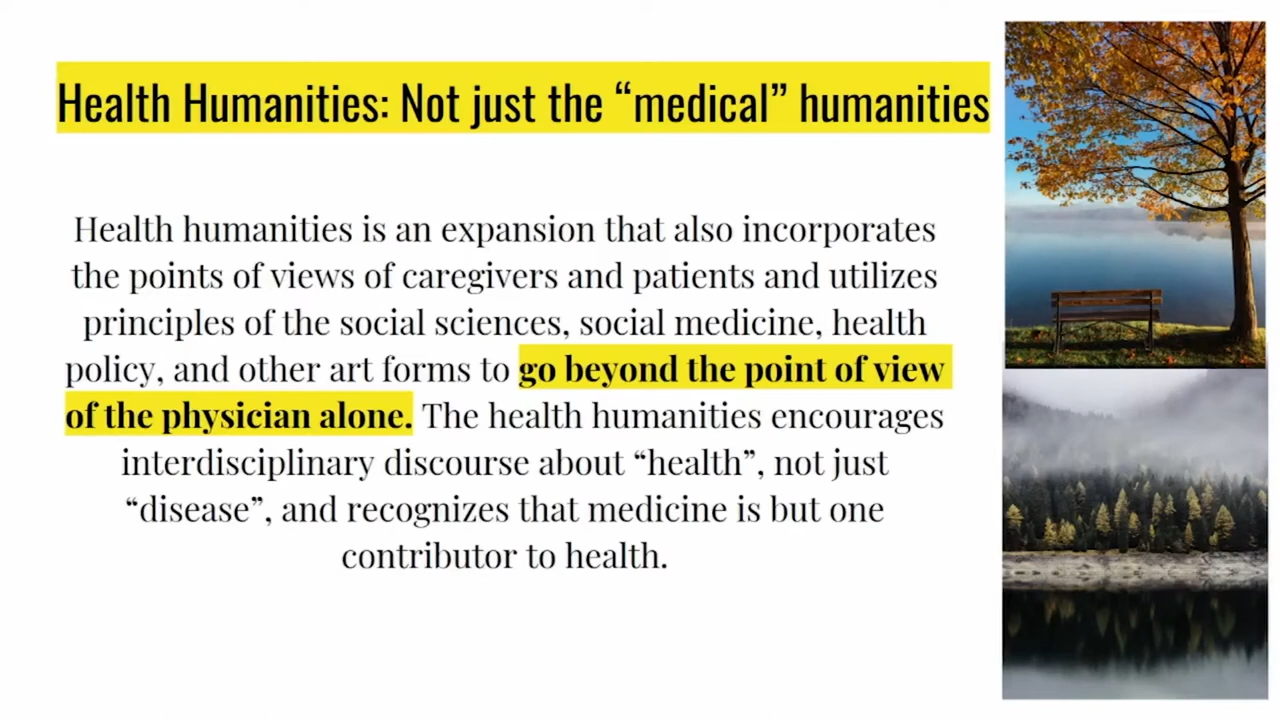 Health Humanities: Not just the “medical” humanities
Health humanities is an expansion that also incorporates
the points of views of caregivers and patients and utilizes
principles of the social sciences, social medicine, health
policy, and other art forms to go beyond the point of view
of the physician alone. The health humanities encourages
interdisciplinary discourse about “health”, not just
“disease”, and recognizes that medicine is but one
contributor to health.